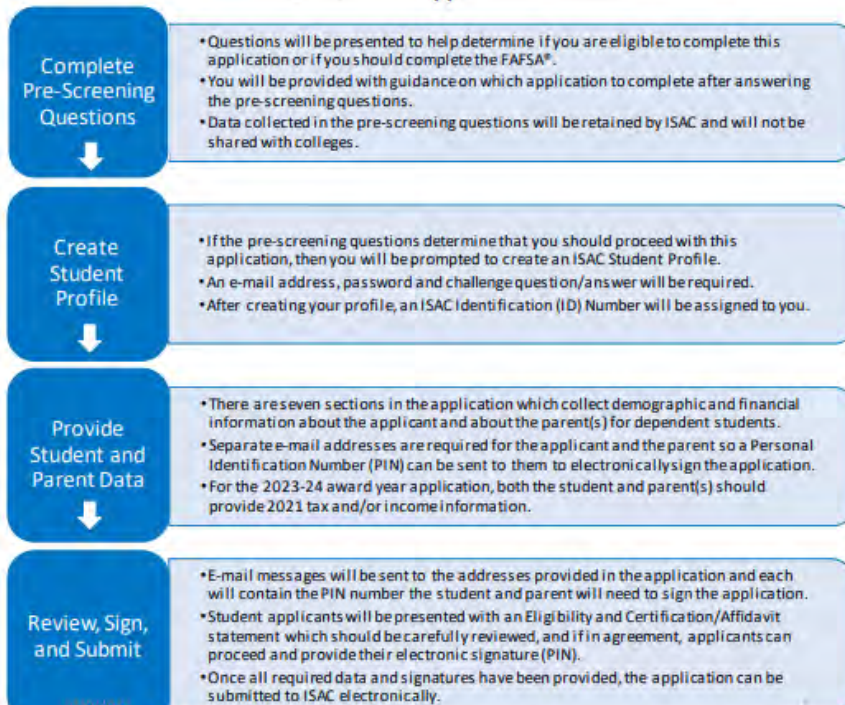 Complete
Pre-Screening
Questions
•Questions will be presented to help determine if you are eligible to complete this
application or if you should complete the FAFSA®.
•You will be provided with guidance on which application to complete after answering
the pre-screening questions.
•Data collected in the pre-screening questions will be retained by ISAC and will not be
shared with colleges.
Create
Student
Profile
•If the pre-screening questions determine that you should proceed with this
application, then you will be prompted to create an ISAC Student Profile.
•An e-mail address, password and challenge question/answer will be required.
•After creating your profile, an ISAC Identification (ID) Number will be assigned to you.
Provide
Student and
Parent Data
•There are seven sections in the application which collect demographic and financial
information about the applicant and about the parent(s) for dependent students.
•Separate e-mail addresses are required for the applicant and the parent so a Personal
Identification Number (PIN) can be sent to them to electronically sign the application.
•For the 2023-24 award year application, both the student and parent(s) should
provide 2021 tax and/or income information.
Review, Sign,
and Submit
•E-mail messages will be sent to the addresses provided in the application and each
will contain the PIN number the student and parent will need to sign the application.
•Student applicants will be presented with an Eligibility and Certification/Affidavit
statement which should be carefully reviewed, and if in agreement, applicants can
proceed and provide their electronic signature (PIN).
•Once all required data and signatures have been provided, the application can be
submitted to ISAC electronically.